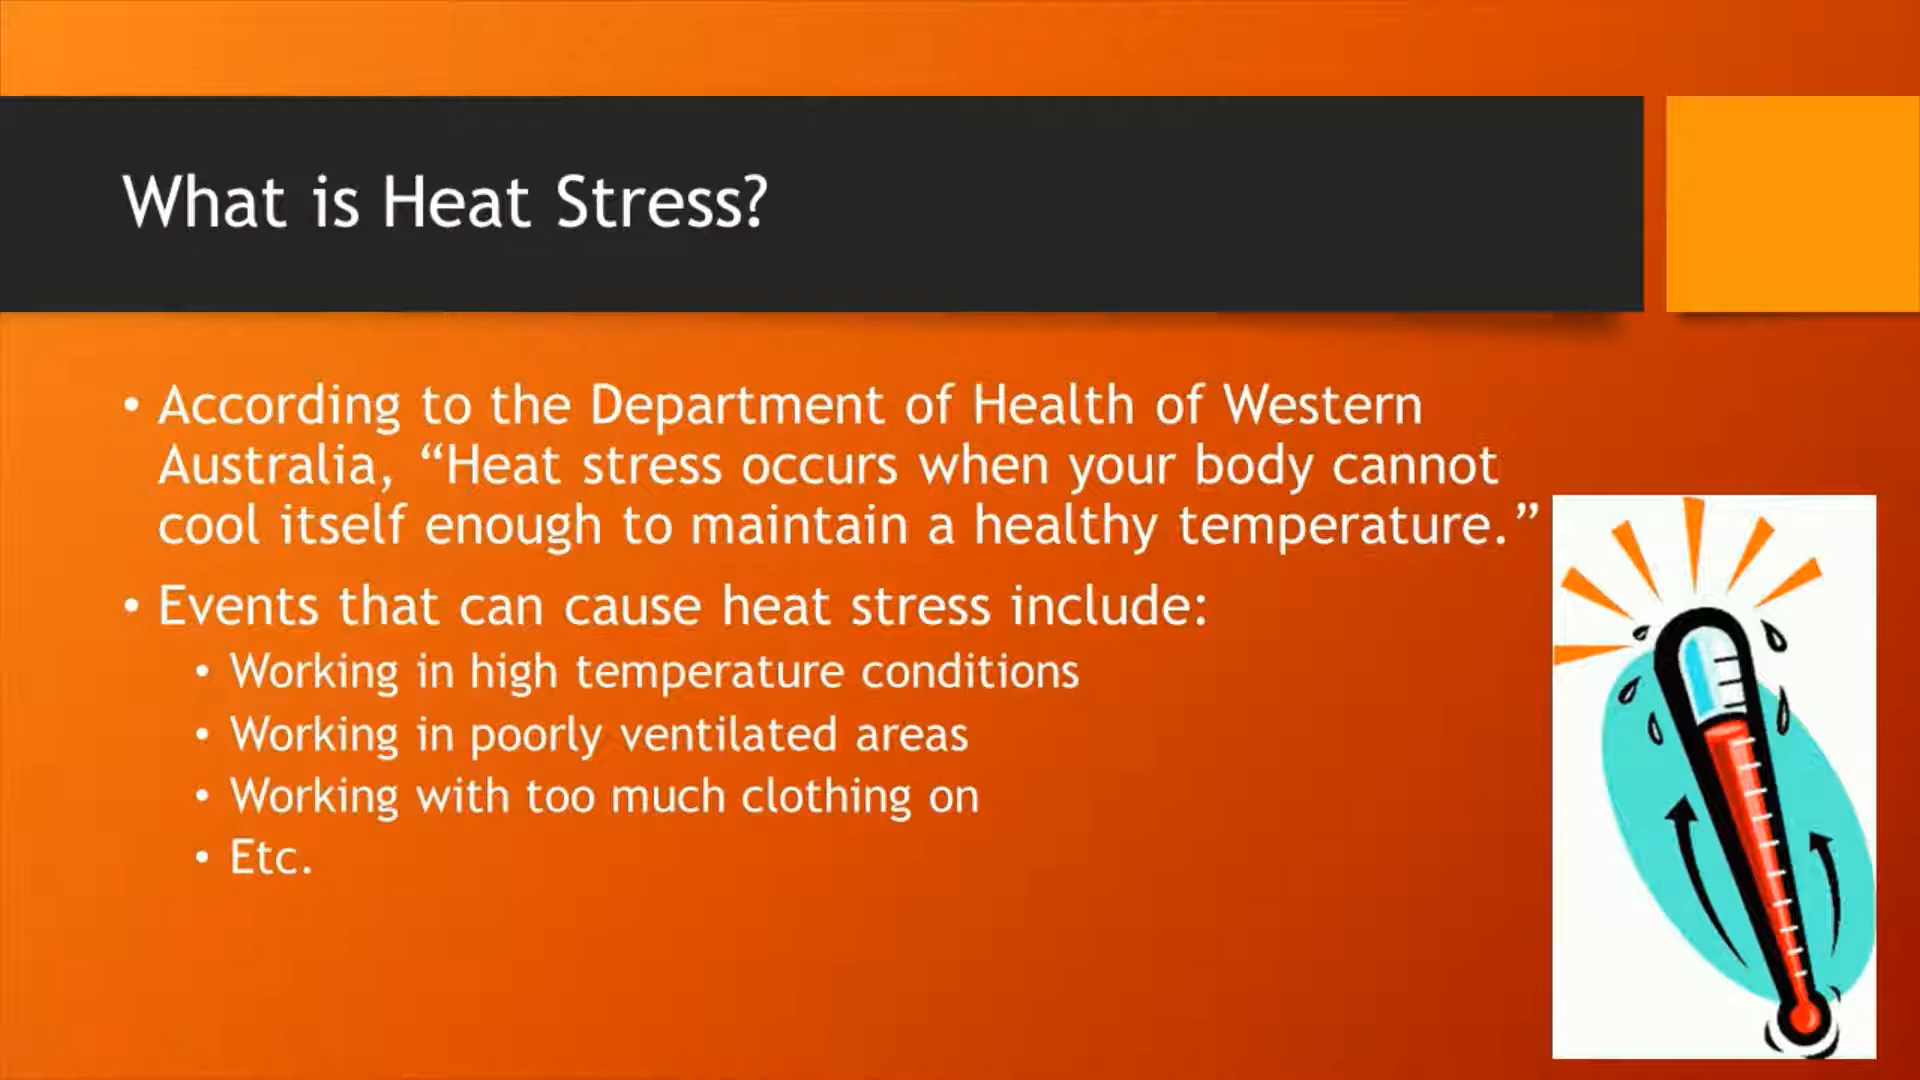 What is Heat Stress?
• According to the Department of Health of Western
Australia, “Heat stress occurs when your body cannot
cool itself enough to maintain a healthy temperature.”
• Events that can cause heat stress include:
• Working in high temperature conditions
• Working in poorly ventilated areas
• Working with too much clothing on
• Etc.